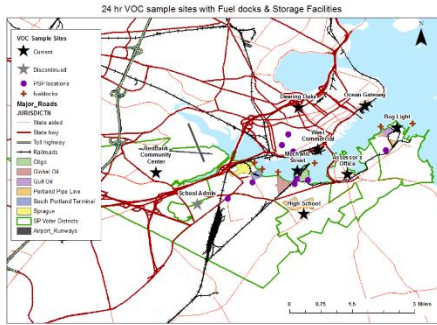 24 hr VOC sample sites with Fuel docks & Storage Facilities
VOC Sample Sites
Current
Discontinued
PSP locations
fueldocks
Major_Roads
JURISDICTN
State aided
State hwy
Toll highway
Railroads
Citgo
Global Oil
Gulf Oil
Portland Pipe Line
South Portland Terminal
Sprague
SP Voter Districts
Airport_Runways
N
Deering Oaks
Ocean Gateway
Bug Light
West
Commercial
Redbank
Community
Center
Street
Assessor's
Office
School Admin
High School
0 0.75 1.5 3 Miles